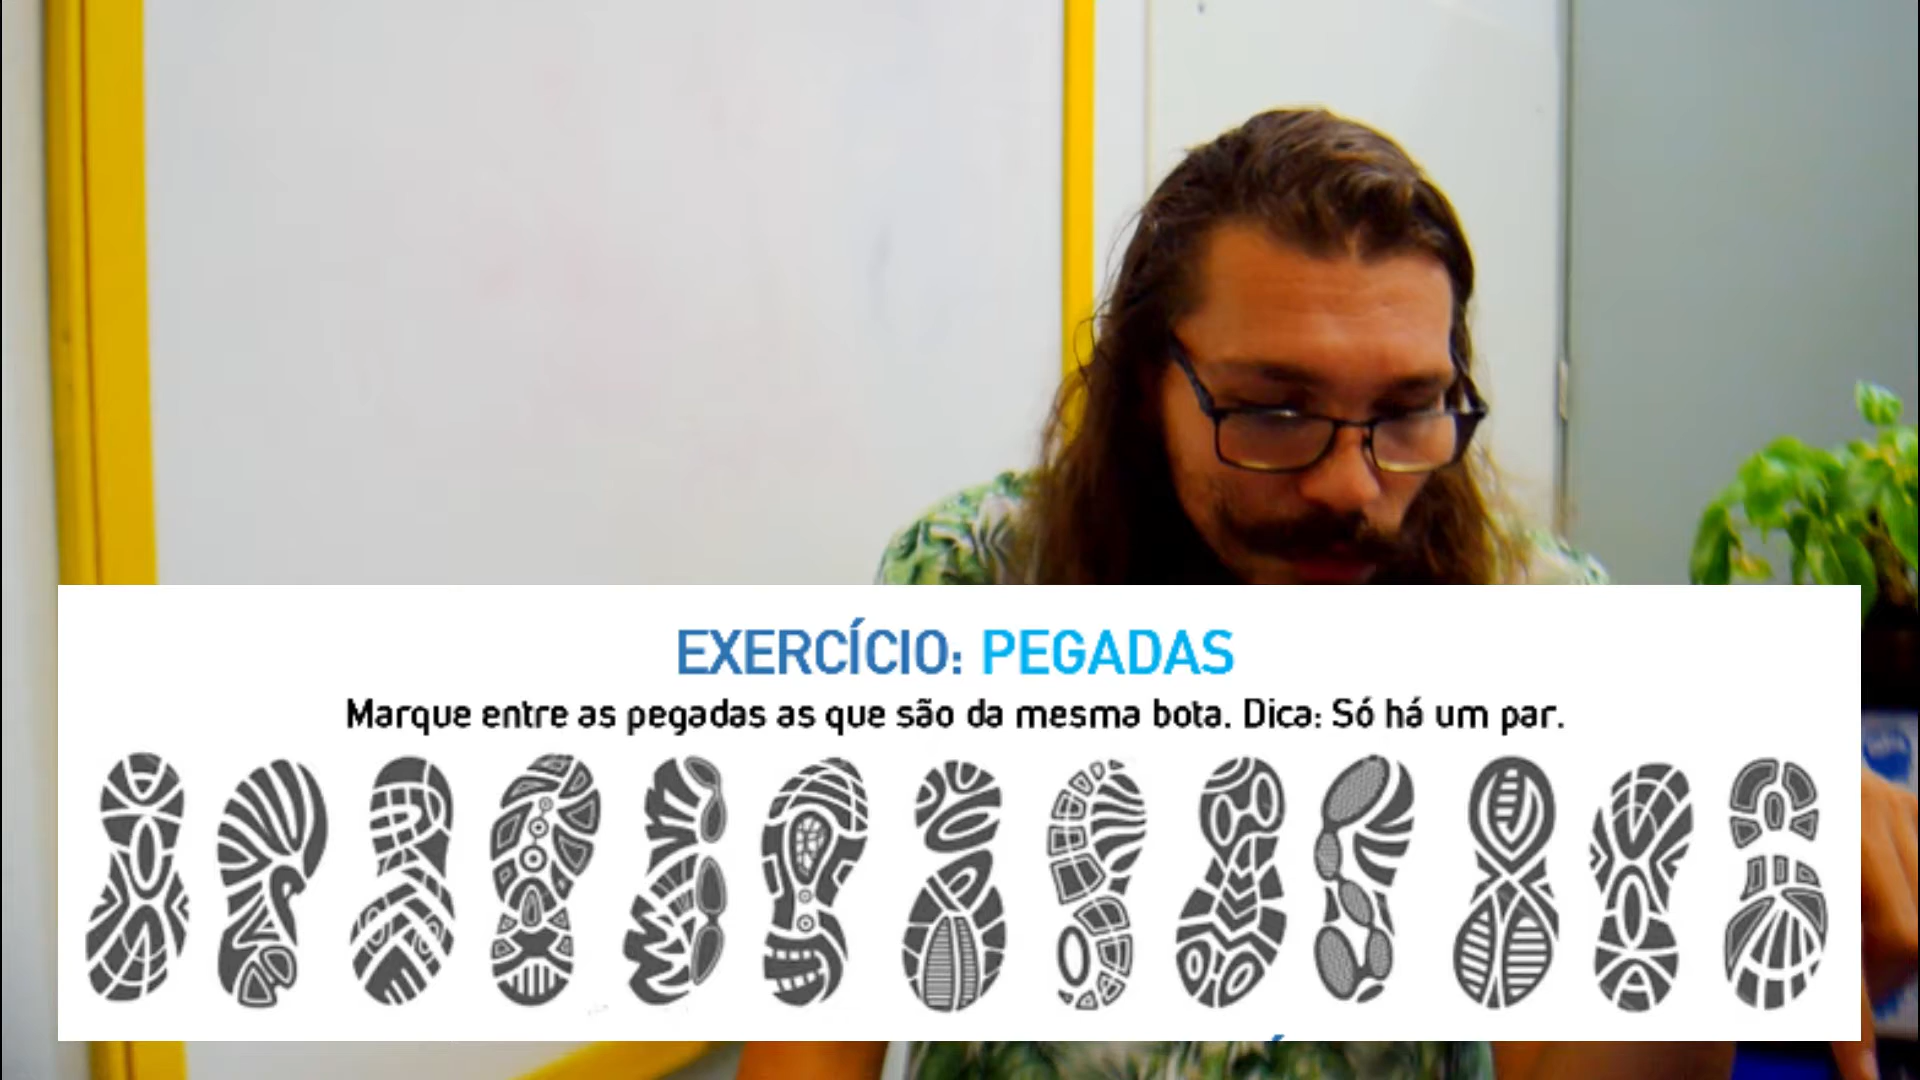 EXERCÍCIO: PEGADAS
Marque entre as pegadas as que são da mesma bota. Dica: Só há um par.